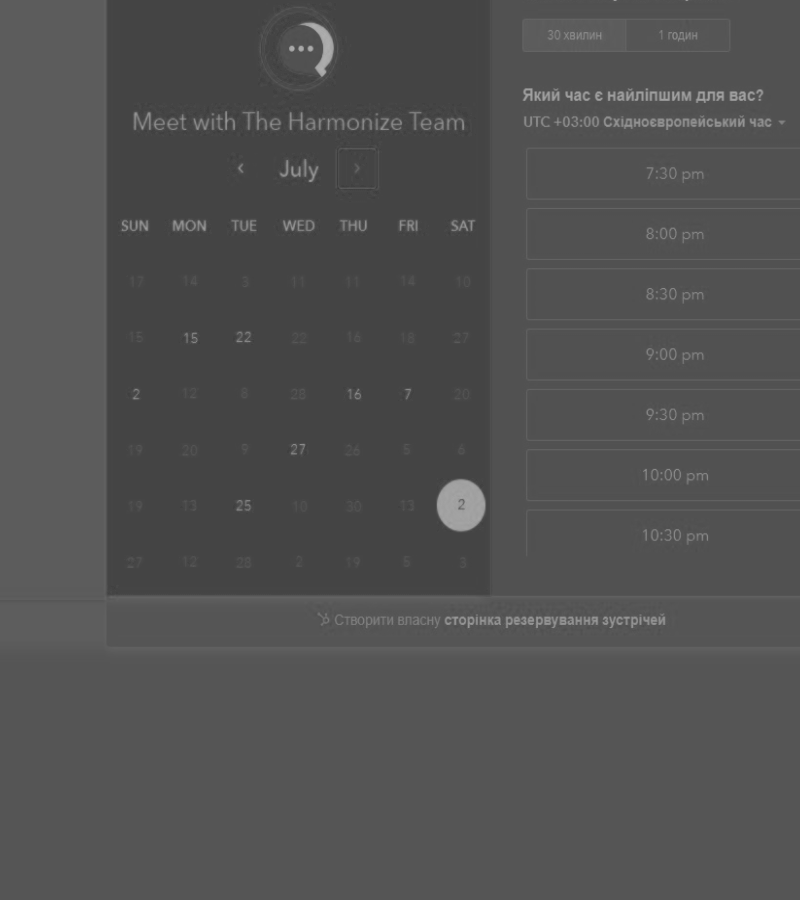 Meet with The Harmonize Team
‹ July ›
SUN MON TUE WED THU FRI SAT
17 14 3 11 11 14 10
15 15 22 22 16 18 27
2 12 8 28 16 7 20
19 20 9 27 26 5 6
19 13 25 10 30 13 2
27 12 28 2 19 5 3
30 хвилин 1 годин
Який час є найліпшим для вас?
UTC +03:00 Східноєвропейський час
7:30 pm
8:00 pm
8:30 pm
9:00 pm
9:30 pm
10:00 pm
10:30 pm
Створити власну сторінка резервування зустрічей